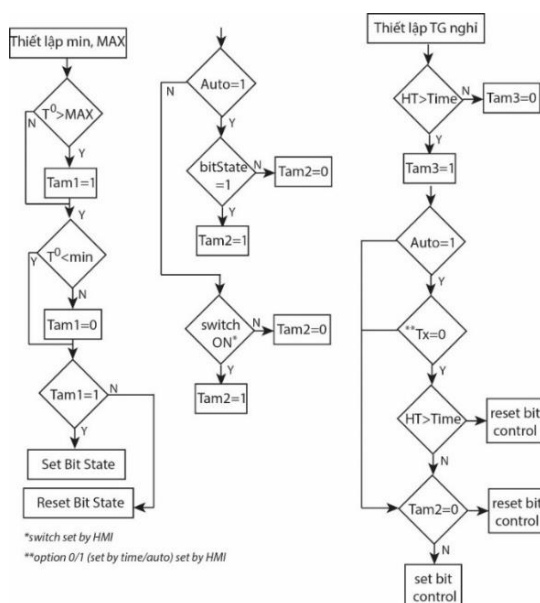 Thiết lập min, MAX
T⁰>MAX
N
Y
Tam1=1
Y
T⁰<min
Y
N
Tam1=0
Tam1=1
N
Y
Set Bit State
Reset Bit State
*switch set by HMI
**option 0/1 (set by time/auto) set by HMI
Auto=1
N
Y
bitState
=1
N
Tam2=0
Y
Tam2=1
switch
ON*
N
Tam2=0
Y
Tam2=1
Thiết lập TG nghỉ
HT>Time
N
Tam3=0
Y
Tam3=1
Auto=1
Y
**Tx=0
Y
HT>Time
reset bit
control
N
Tam2=0
reset bit
control
N
set bit
control